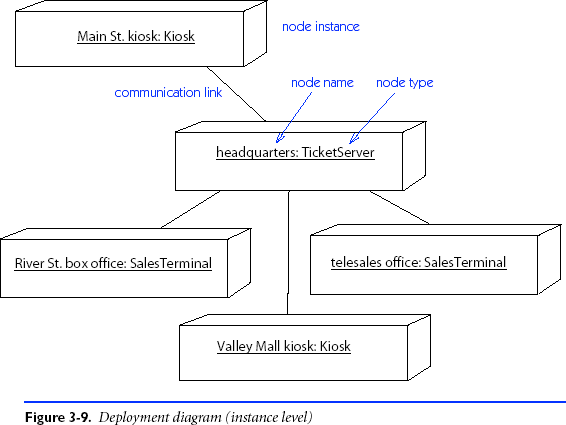 Main St. kiosk: Kiosk
node instance
communication link
node name
node type
headquarters: TicketServer
River St. box office: SalesTerminal
telesales office: SalesTerminal
Valley Mall kiosk: Kiosk
Figure 3-9. Deployment diagram (instance level)